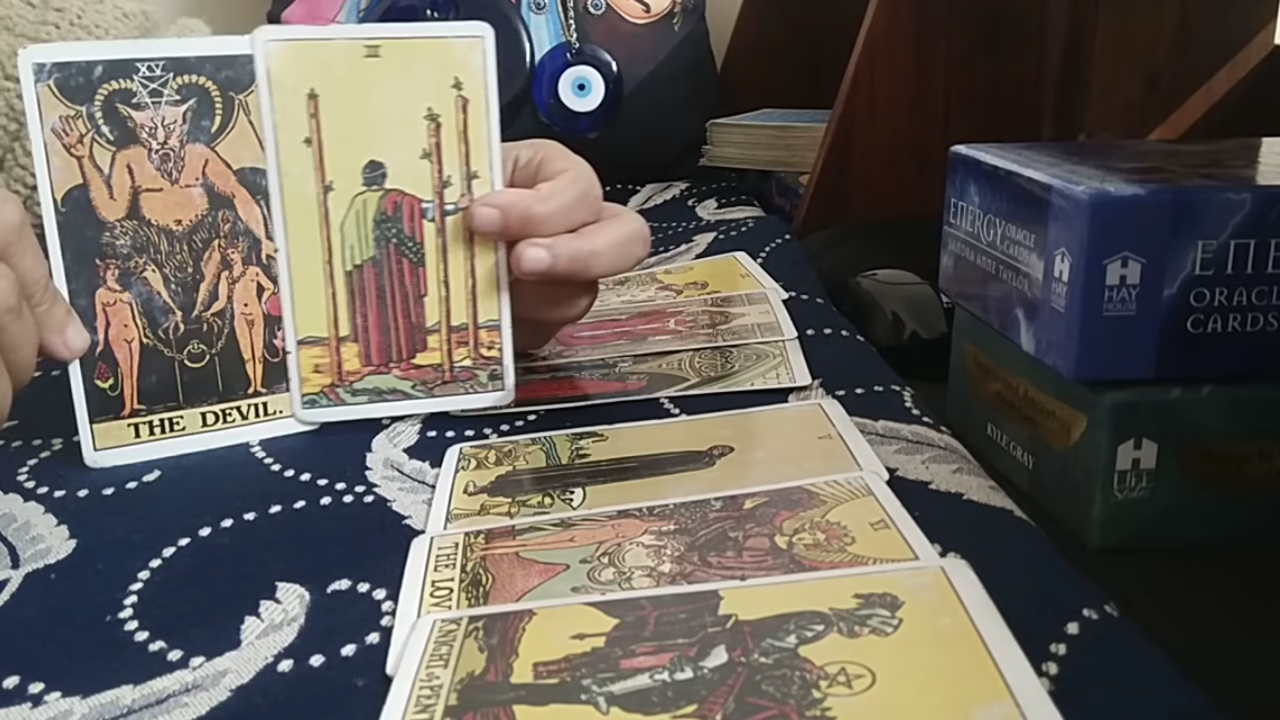 XV
THE DEVIL.
III
V
THE LOV
VI
KNIGHT of PENT
ENERGY ORACLE
CARDS
SANDRA ANNE TAYLOR
HAY
HOUSE
ENE
ORACL
CARDS
KYLE GRAY
LIFE